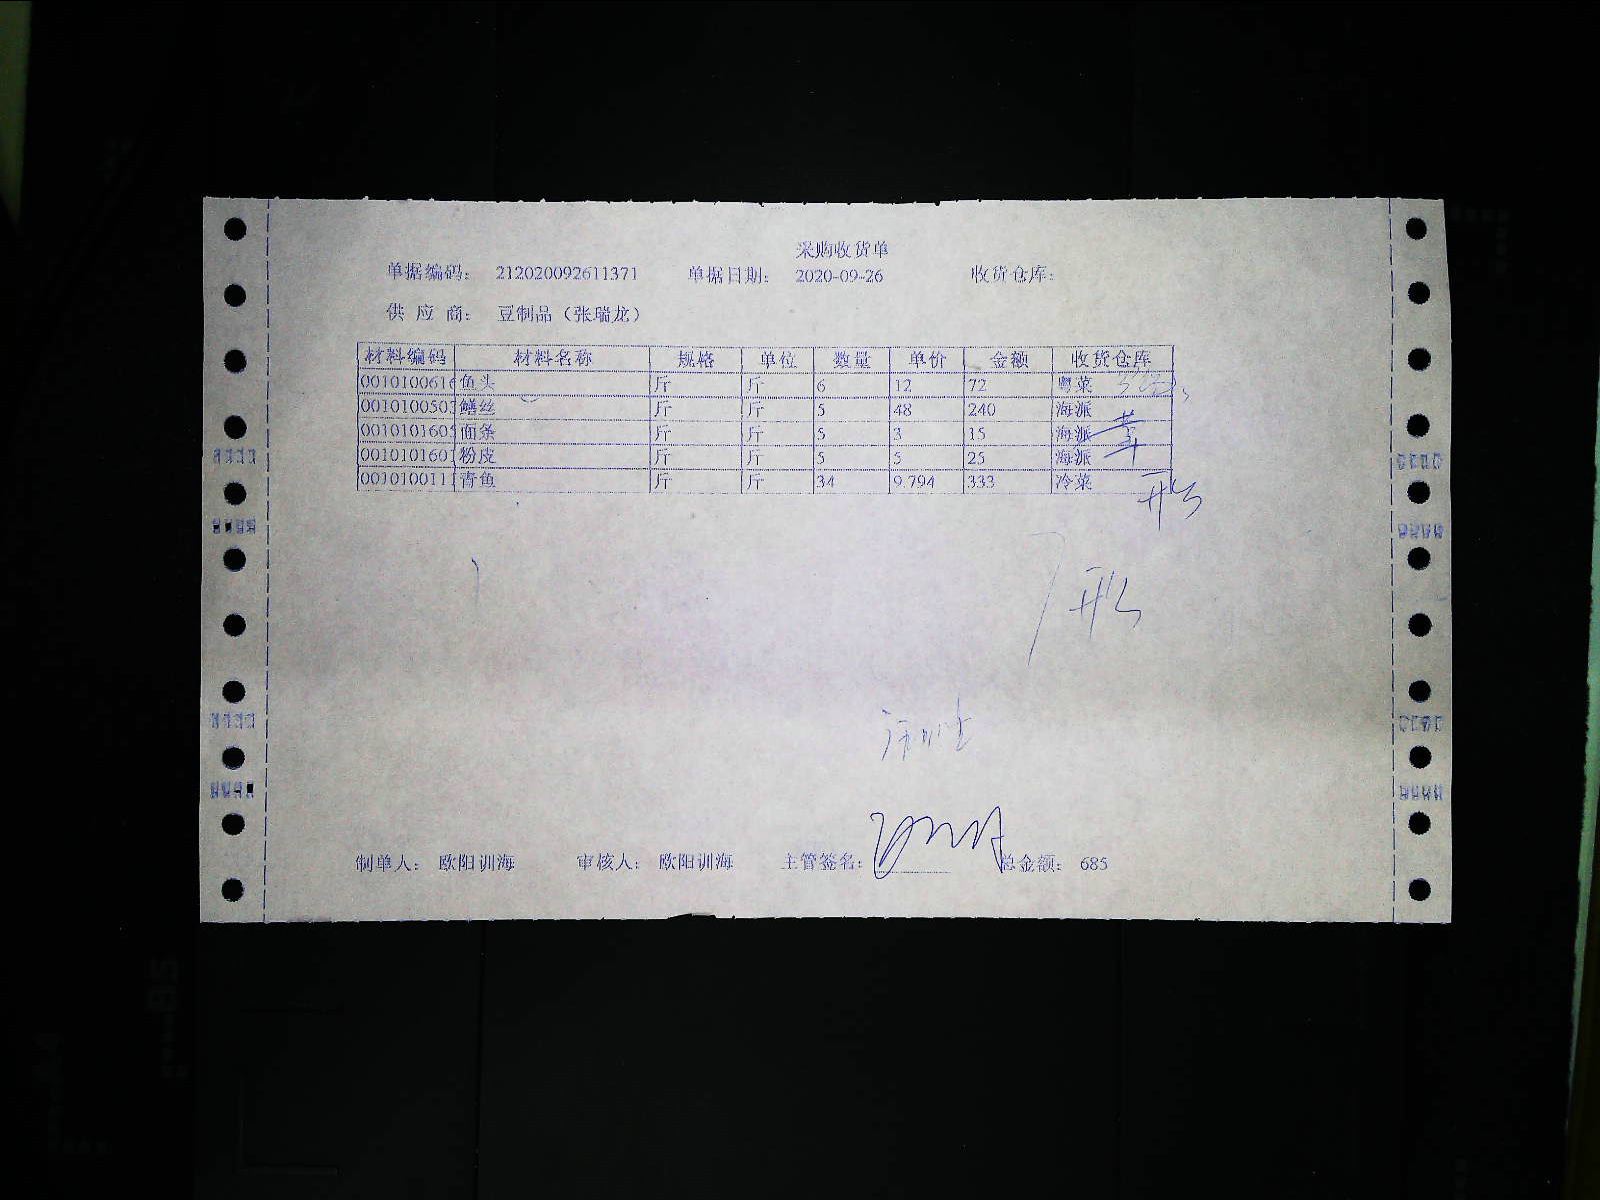 采购收货单
单据编码： 212020092611371 单据日期： 2020-09-26 收货仓库：
供 应 商： 豆制品（张瑞龙）
材料编码 材料名称 规格 单位 数量 单价 金额 收货仓库
0010100616 鱼头 斤 斤 6 12 72 粤菜
001010050 鳝丝 斤 斤 5 48 240 海派
001010160 面条 斤 斤 5 3 15 海派
001010160 粉皮 斤 斤 5 5 25 海派
001010011 青鱼 斤 斤 34 9.794 333 冷菜
制单人： 欧阳训海 审核人： 欧阳训海 主管签名： 总金额： 685